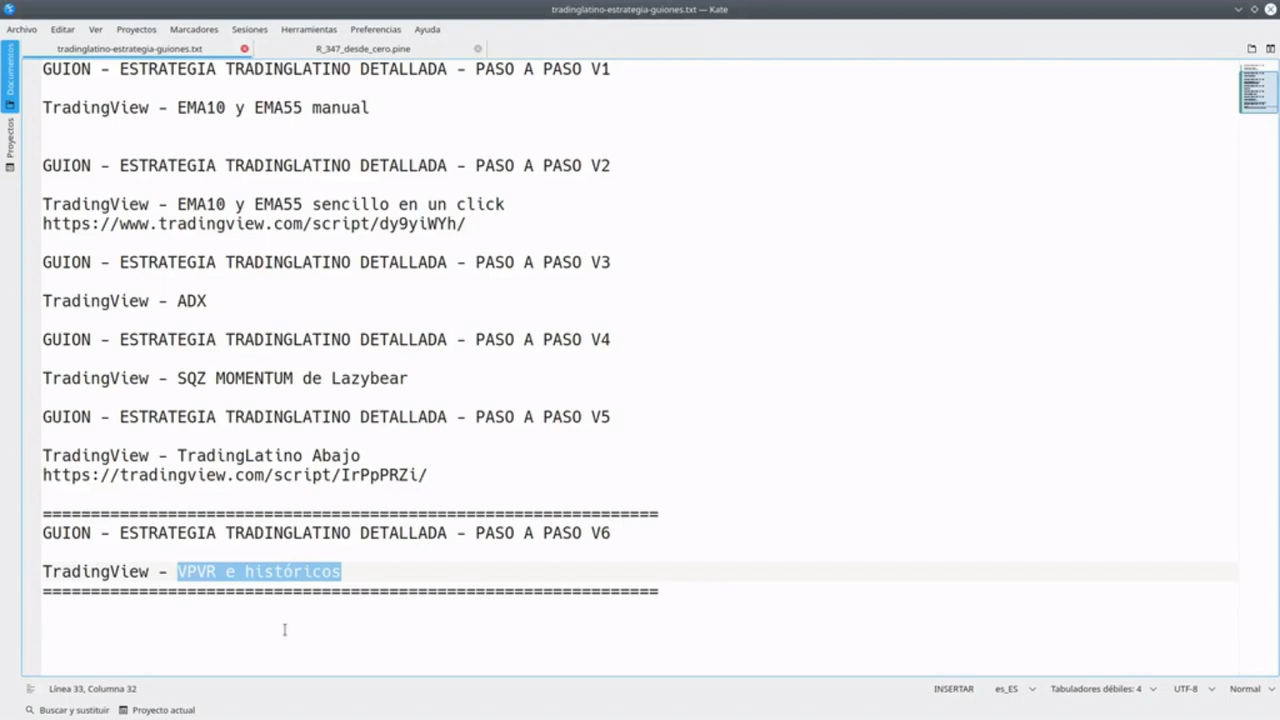 tradinglatino-estrategia-guiones.txt — Kate
Archivo Editar Ver Proyectos Marcadores Sesiones Herramientas Preferencias Ayuda
tradinglatino-estrategia-guiones.txt R_347_desde_cero.pine
Documentos
Proyectos
GUION - ESTRATEGIA TRADINGLATINO DETALLADA - PASO A PASO V1
TradingView - EMA10 y EMA55 manual
GUION - ESTRATEGIA TRADINGLATINO DETALLADA - PASO A PASO V2
TradingView - EMA10 y EMA55 sencillo en un click
https://www.tradingview.com/script/dy9yiWYh/
GUION - ESTRATEGIA TRADINGLATINO DETALLADA - PASO A PASO V3
TradingView - ADX
GUION - ESTRATEGIA TRADINGLATINO DETALLADA - PASO A PASO V4
TradingView - SQZ MOMENTUM de Lazybear
GUION - ESTRATEGIA TRADINGLATINO DETALLADA - PASO A PASO V5
TradingView - TradingLatino Abajo
https://tradingview.com/script/IrPpPRZi/
================================================================
GUION - ESTRATEGIA TRADINGLATINO DETALLADA - PASO A PASO V6
TradingView - VPVR e históricos
================================================================
Línea 33, Columna 32 INSERTAR es_ES Tabuladores débiles: 4 UTF-8 Normal
Buscar y sustituir Proyecto actual